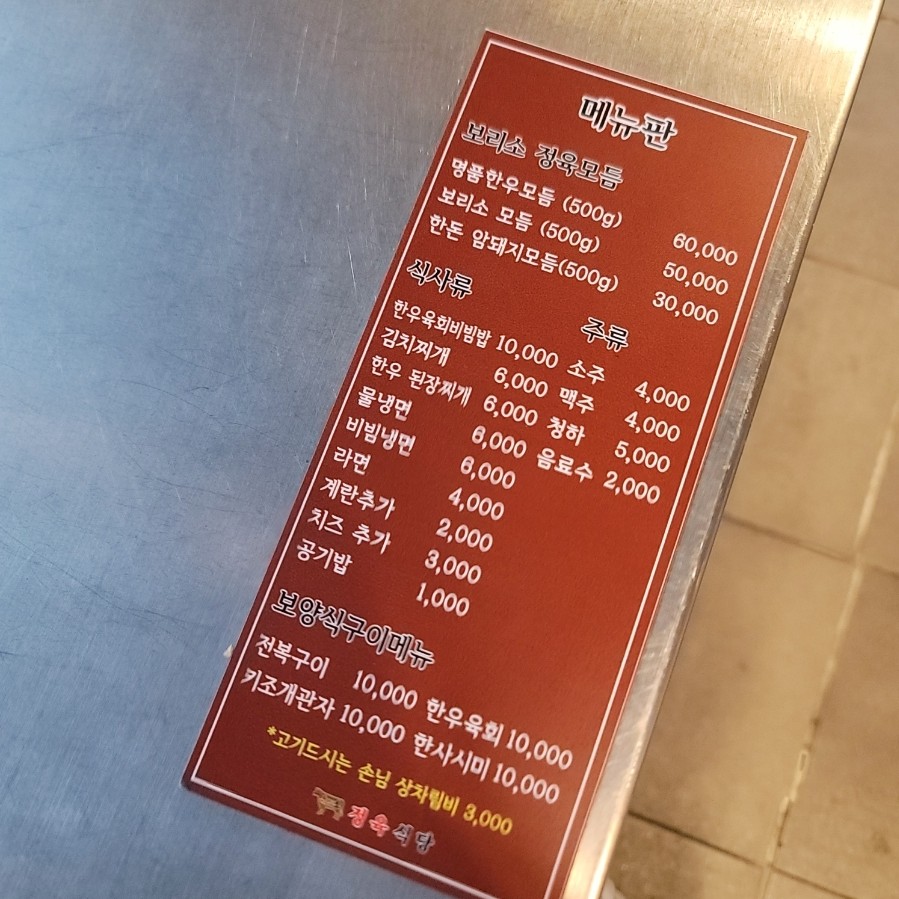 메뉴판
보리소 정육모듬
명품한우모듬 (500g) 60,000
보리소 모듬 (500g) 50,000
한돈 암돼지모듬(500g) 30,000
식사류
한우육회비빔밥 10,000
김치찌개 6,000
한우 된장찌개 6,000
물냉면 6,000
비빔냉면 6,000
라면 4,000
계란추가 2,000
치즈 추가 3,000
공기밥 1,000
주류
소주 4,000
맥주 4,000
청하 5,000
음료수 2,000
보양식구이메뉴
전복구이 10,000 한우육회 10,000
키조개관자 10,000 한사시미 10,000
*고기드시는 손님 상차림비 3,000
정육식당